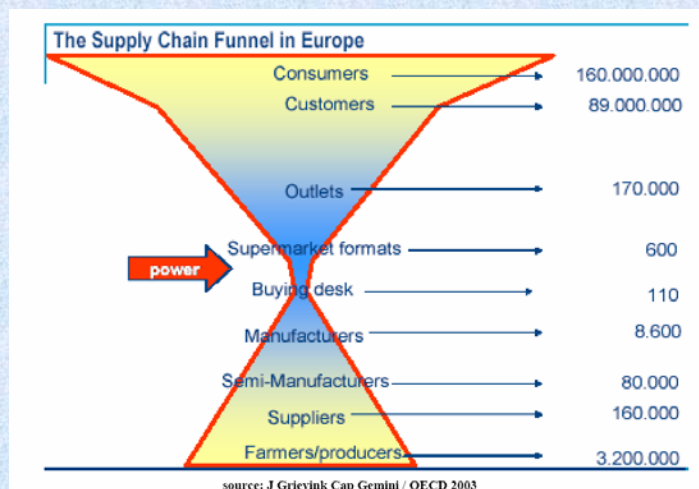 The Supply Chain Funnel in Europe
Consumers 160.000.000
Customers 89.000.000
Outlets 170.000
Supermarket formats 600
power
Buying desk 110
Manufacturers 8.600
Semi-Manufacturers 80.000
Suppliers 160.000
Farmers/producers 3.200.000
source: J Grievink Cap Gemini / OECD 2003